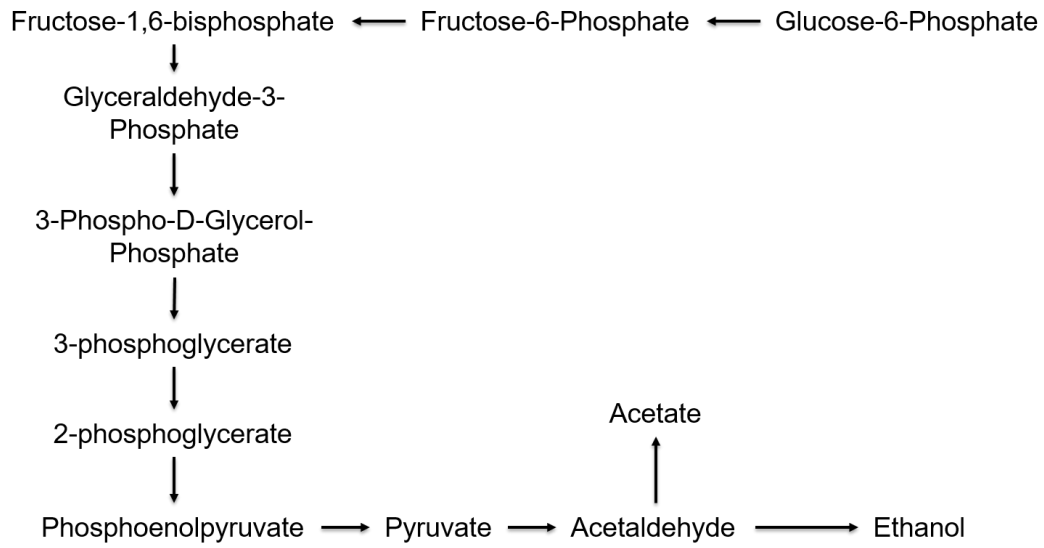 Fructose-1,6-bisphosphate
Fructose-6-Phosphate
Glucose-6-Phosphate
Glyceraldehyde-3-
Phosphate
3-Phospho-D-Glycerol-
Phosphate
3-phosphoglycerate
2-phosphoglycerate
Acetate
Phosphoenolpyruvate
Pyruvate
Acetaldehyde
Ethanol